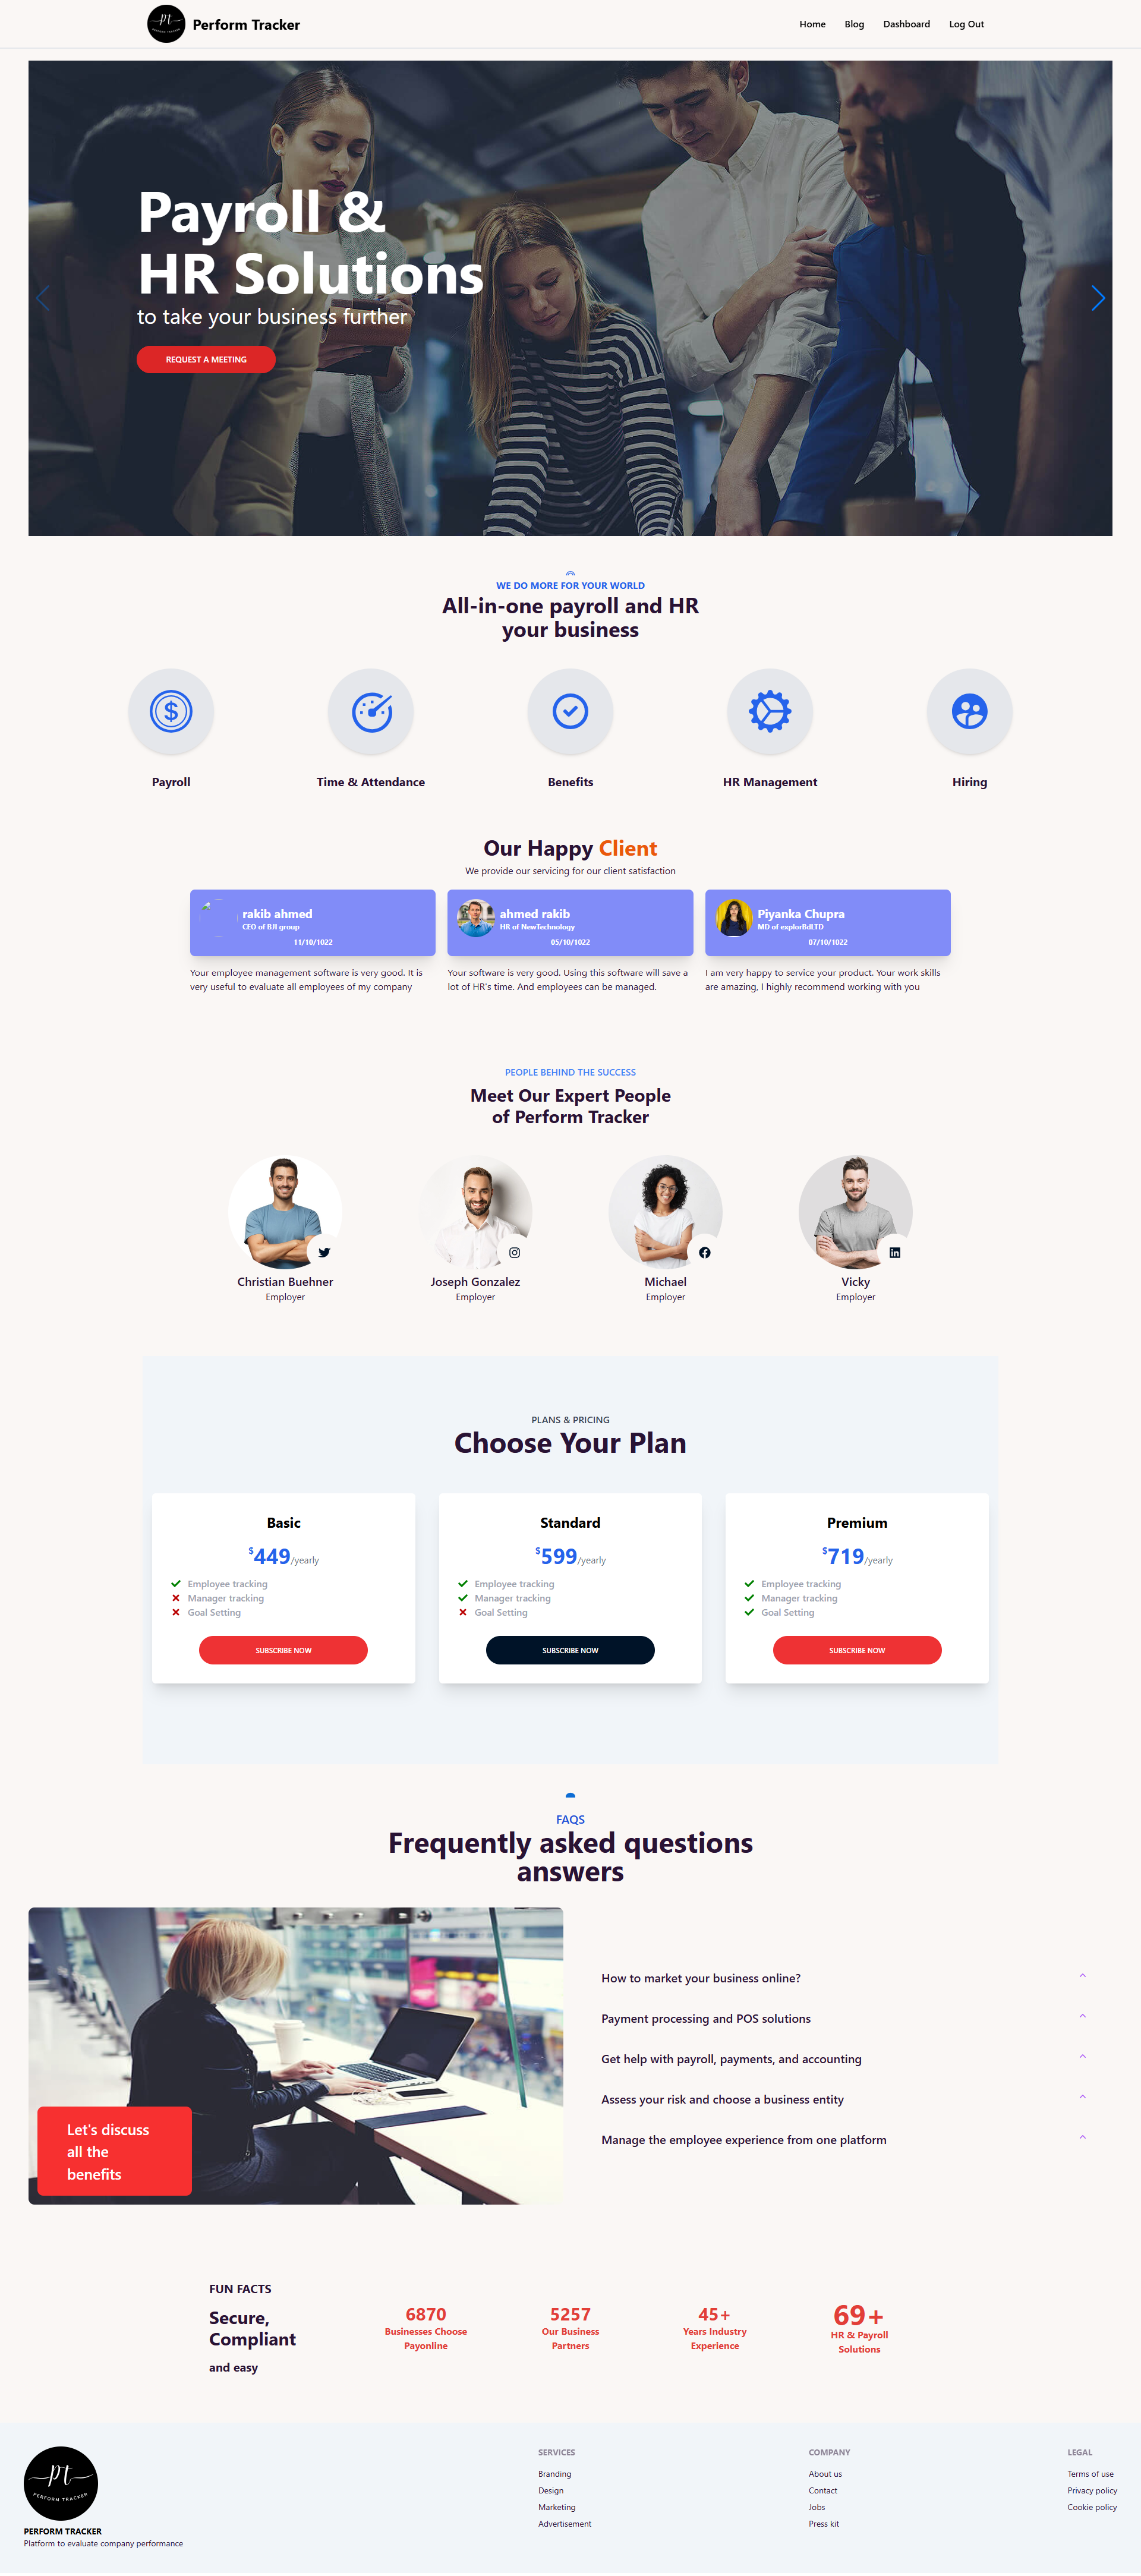 pt
PERFORM TRACKER
Perform Tracker
Home
Blog
Dashboard
Log Out
Payroll &
HR Solutions
to take your business further
REQUEST A MEETING
WE DO MORE FOR YOUR WORLD
All-in-one payroll and HR
your business
Payroll
Time & Attendance
Benefits
HR Management
Hiring
Our Happy Client
We provide our servicing for our client satisfaction
rakib ahmed
CEO of BJI group
11/10/1022
Your employee management software is very good. It is
very useful to evaluate all employees of my company
ahmed rakib
HR of NewTechnology
05/10/1022
Your software is very good. Using this software will save a
lot of HR's time. And employees can be managed.
Piyanka Chupra
MD of explorBdLTD
07/10/1022
I am very happy to service your product. Your work skills
are amazing, I highly recommend working with you
PEOPLE BEHIND THE SUCCESS
Meet Our Expert People
of Perform Tracker
Christian Buehner
Employer
Joseph Gonzalez
Employer
Michael
Employer
Vicky
Employer
PLANS & PRICING
Choose Your Plan
Basic
$449/yearly
Employee tracking
Manager tracking
Goal Setting
SUBSCRIBE NOW
Standard
$599/yearly
Employee tracking
Manager tracking
Goal Setting
SUBSCRIBE NOW
Premium
$719/yearly
Employee tracking
Manager tracking
Goal Setting
SUBSCRIBE NOW
FAQS
Frequently asked questions
answers
Let's discuss
all the
benefits
How to market your business online?
Payment processing and POS solutions
Get help with payroll, payments, and accounting
Assess your risk and choose a business entity
Manage the employee experience from one platform
FUN FACTS
Secure,
Compliant
and easy
6870
Businesses Choose
Payonline
5257
Our Business
Partners
45+
Years Industry
Experience
69+
HR & Payroll
Solutions
pt
PERFORM TRACKER
PERFORM TRACKER
Platform to evaluate company performance
SERVICES
Branding
Design
Marketing
Advertisement
COMPANY
About us
Contact
Jobs
Press kit
LEGAL
Terms of use
Privacy policy
Cookie policy